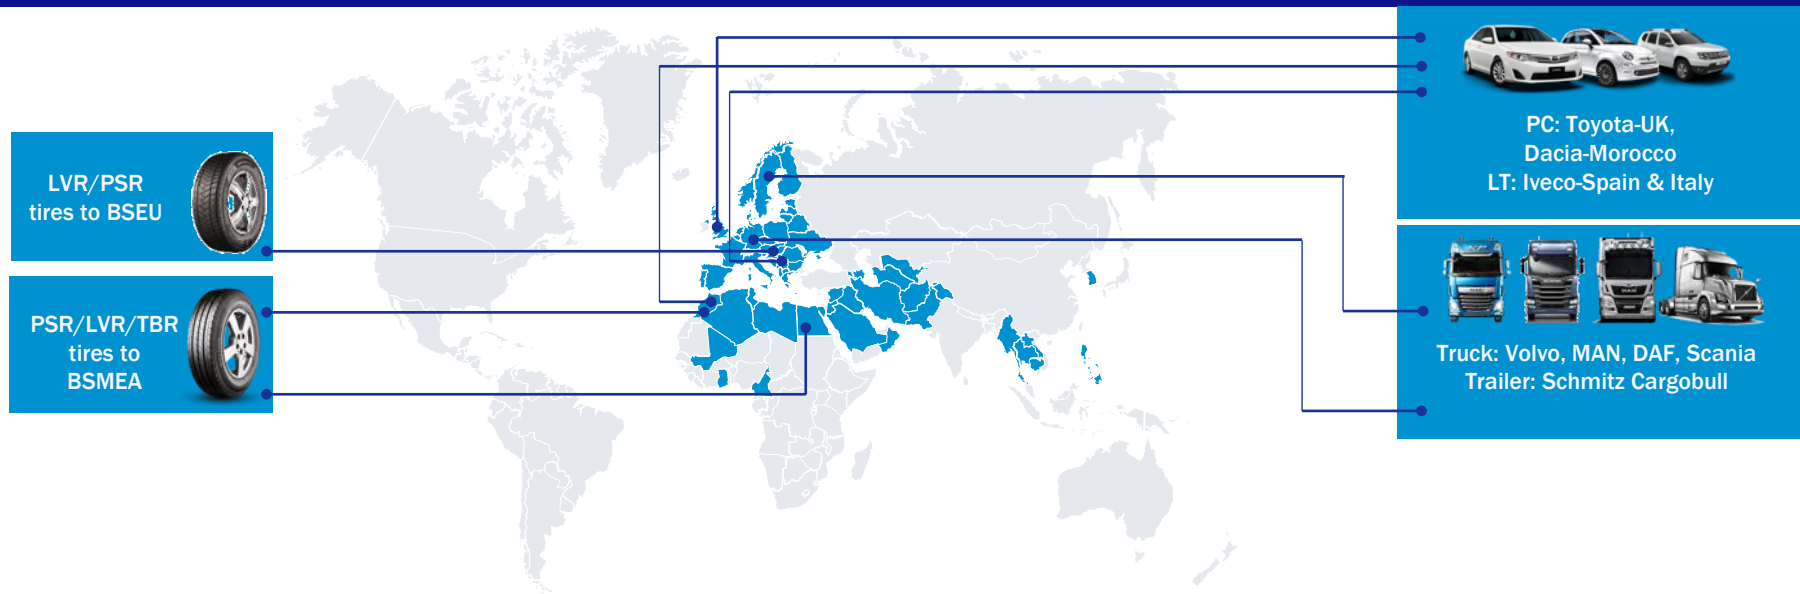 LVR/PSR
tires to BSEU
PSR/LVR/TBR
tires to
BSMEA
PC: Toyota-UK,
Dacia-Morocco
LT: Iveco-Spain & Italy
Truck: Volvo, MAN, DAF, Scania
Trailer: Schmitz Cargobull